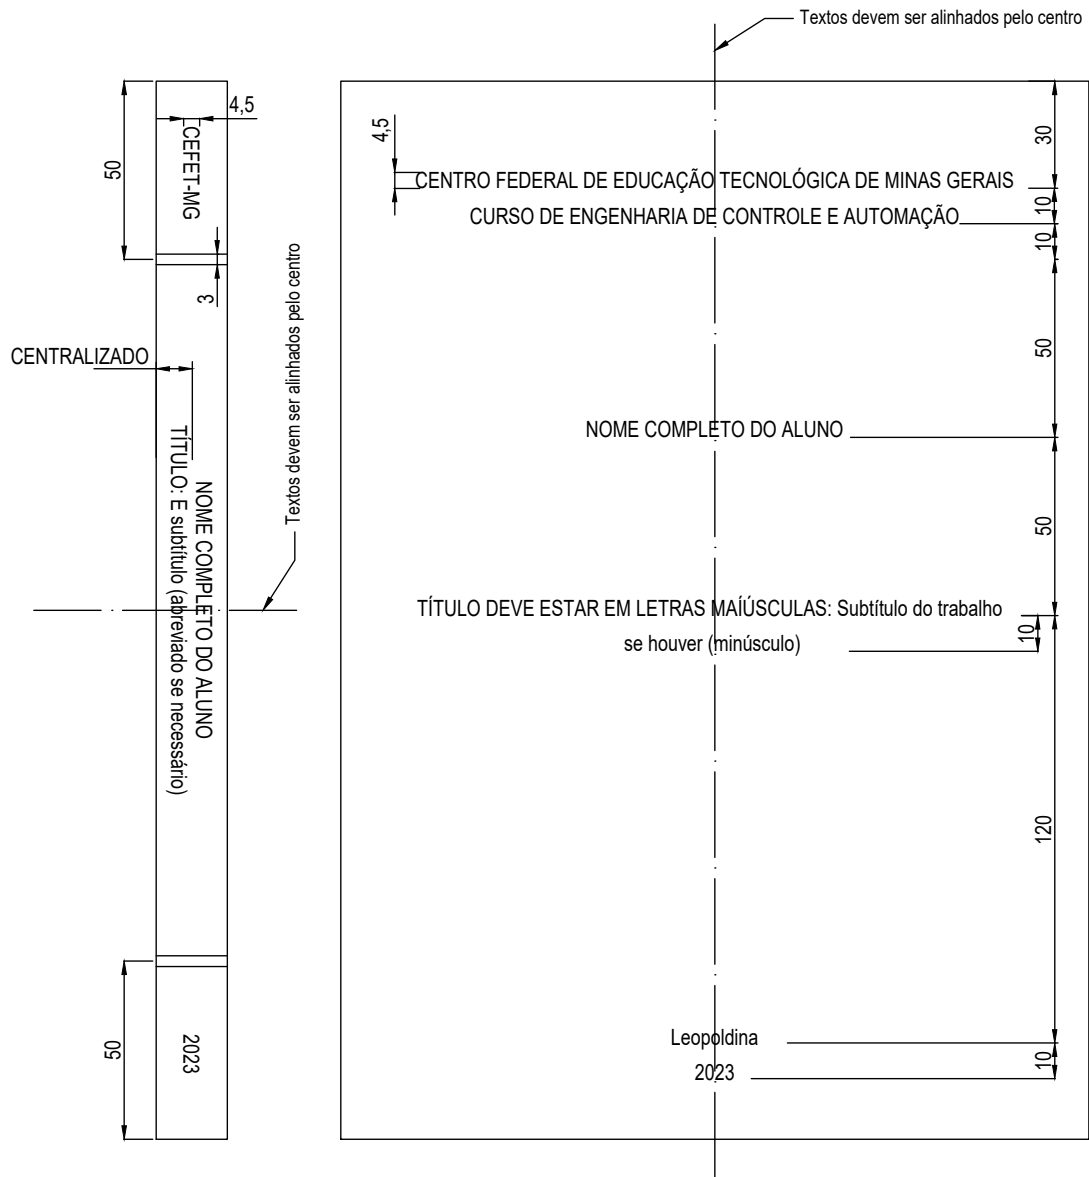 Textos devem ser alinhados pelo centro
50
4,5
CEFET-MG
3
CENTRALIZADO
Textos devem ser alinhados pelo centro
NOME COMPLETO DO ALUNO
TÍTULO: E subtítulo (abreviado se necessário)
50
2023
4,5
CENTRO FEDERAL DE EDUCAÇÃO TECNOLÓGICA DE MINAS GERAIS
30
CURSO DE ENGENHARIA DE CONTROLE E AUTOMAÇÃO
10
10
50
NOME COMPLETO DO ALUNO
50
TÍTULO DEVE ESTAR EM LETRAS MAÍÚSCULAS: Subtítulo do trabalho
se houver (minúsculo)
10
120
Leopoldina
2023
10